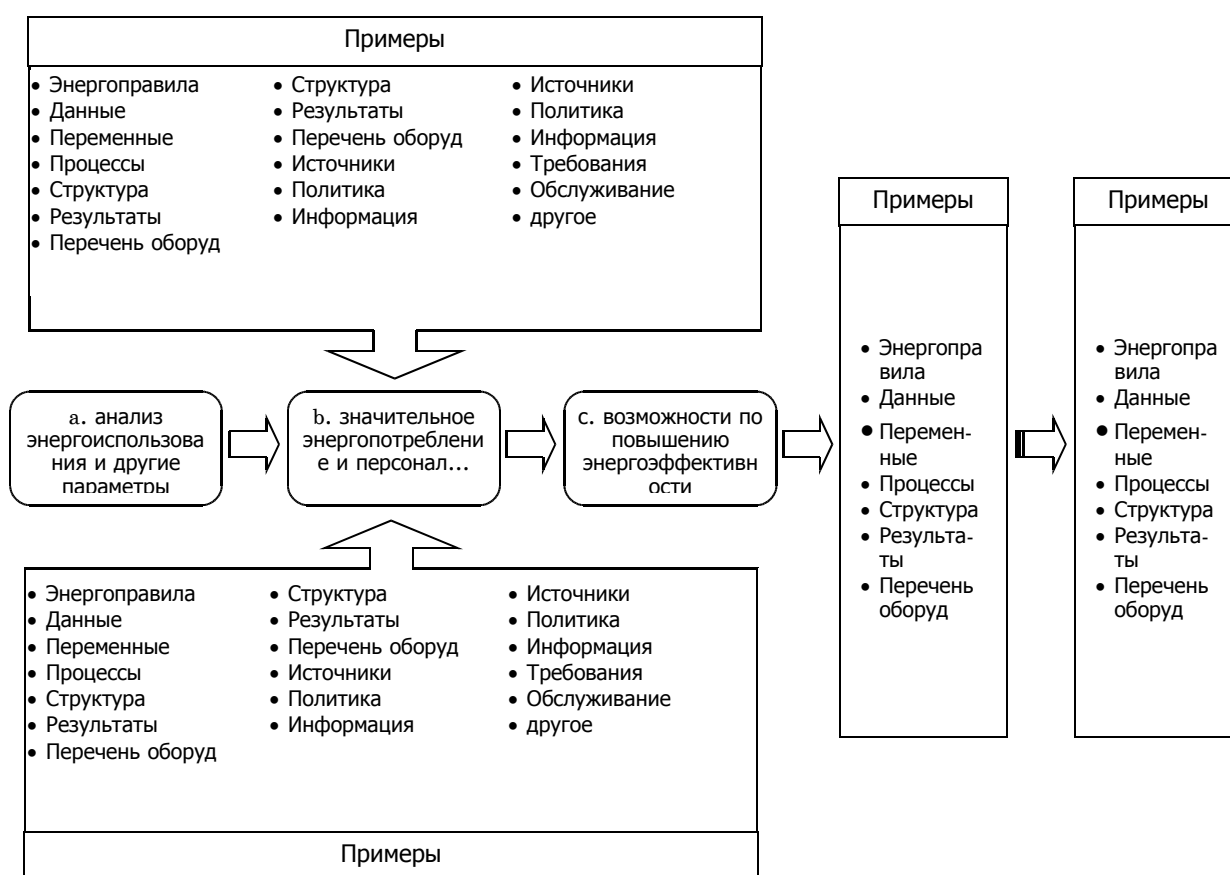 Примеры
• Энергоправила
• Данные
• Переменные
• Процессы
• Структура
• Результаты
• Перечень оборуд
• Структура
• Результаты
• Перечень оборуд
• Источники
• Политика
• Информация
• Источники
• Политика
• Информация
• Требования
• Обслуживание
• другое
a. анализ
энергоиспользова
ния и другие
параметры
b. значительное
энергопотреблени
е и персонал...
с. возможности по
повышению
энергоэффективн
ости
• Энергоправила
• Данные
• Переменные
• Процессы
• Структура
• Результаты
• Перечень оборуд
• Структура
• Результаты
• Перечень оборуд
• Источники
• Политика
• Информация
• Источники
• Политика
• Информация
• Требования
• Обслуживание
• другое
Примеры
Примеры
• Энергопра
вила
• Данные
• Перемен-
ные
• Процессы
• Структура
• Результа-
ты
• Перечень
оборуд
Примеры
• Энергопра
вила
• Данные
• Перемен-
ные
• Процессы
• Структура
• Результа-
ты
• Перечень
оборуд